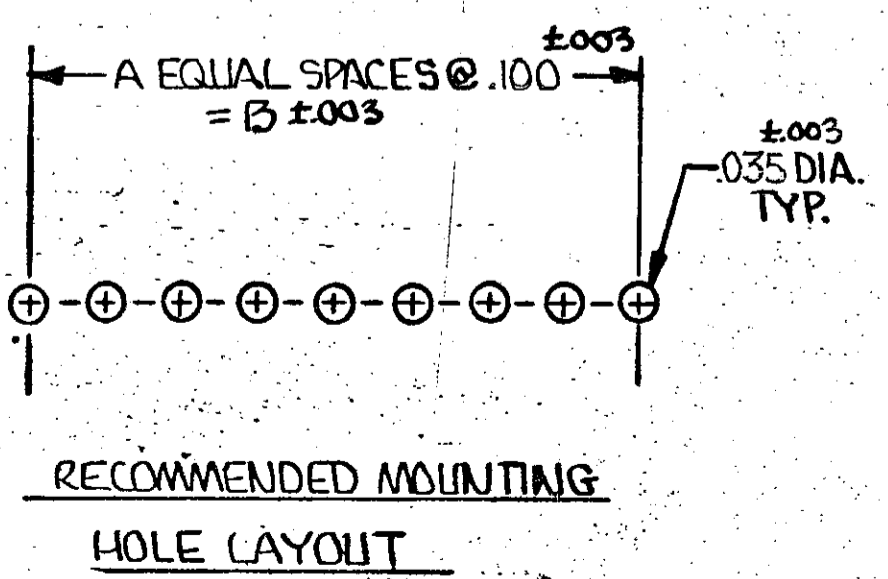 ±.003
A EQUAL SPACES @ .100
= B ±.003
±.003
.035 DIA.
TYP.
RECOMMENDED MOUNTING
HOLE LAYOUT